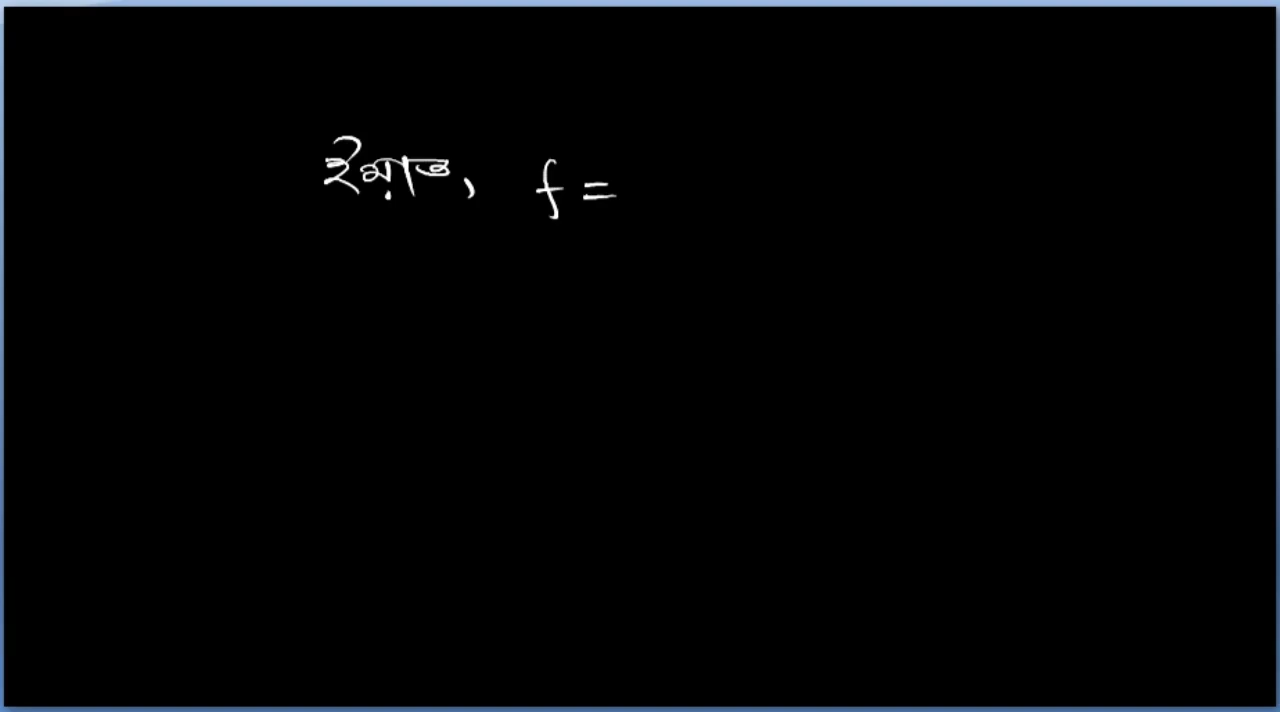 ইয়াত, f =